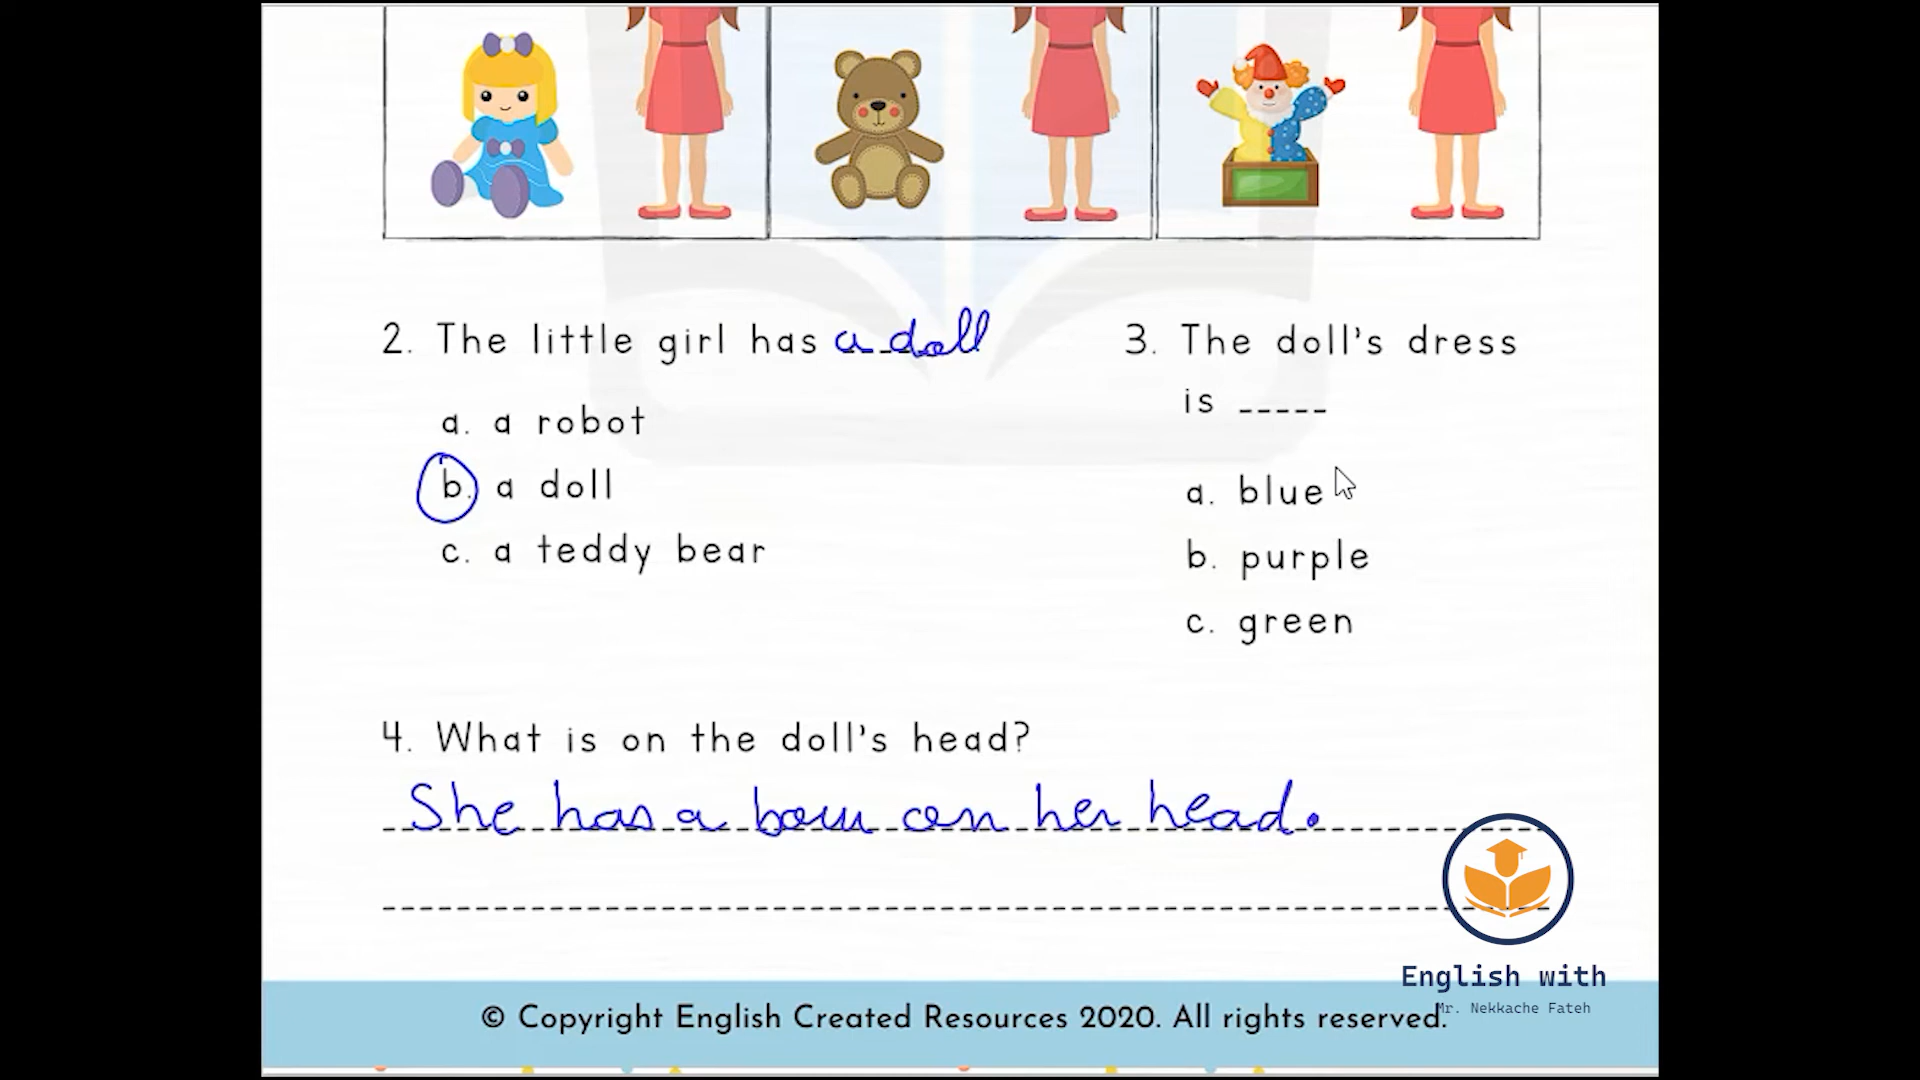 2. The little girl has a doll
a. a robot
b. a doll
c. a teddy bear
3. The doll's dress
is _____
a. blue
b. purple
c. green
4. What is on the doll's head?
She has a bow on her head.
English with
Mr. Nekkache Fateh
© Copyright English Created Resources 2020. All rights reserved.